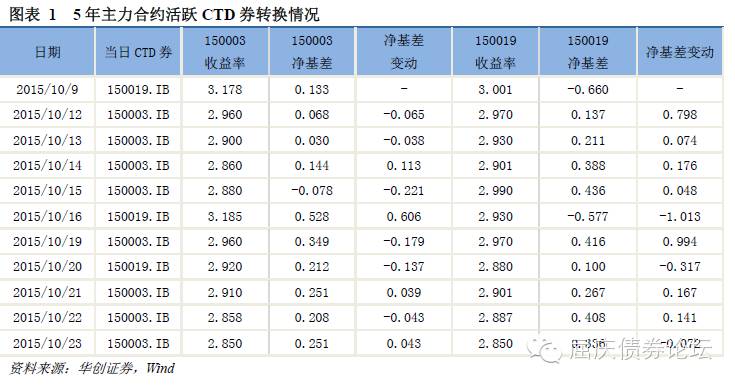 图表 1 5 年主力合约活跃 CTD 券转换情况
日期 当日 CTD 券 150003 收益率 150003 净基差 净基差变动 150019 收益率 150019 净基差 净基差变动
2015/10/9 150019.IB 3.178 0.133 - 3.001 -0.660 -
2015/10/12 150003.IB 2.960 0.068 -0.065 2.970 0.137 0.798
2015/10/13 150003.IB 2.900 0.030 -0.038 2.930 0.211 0.074
2015/10/14 150003.IB 2.860 0.144 0.113 2.901 0.388 0.176
2015/10/15 150003.IB 2.880 -0.078 -0.221 2.990 0.436 0.048
2015/10/16 150019.IB 3.185 0.528 0.606 2.930 -0.577 -1.013
2015/10/19 150003.IB 2.960 0.349 -0.179 2.970 0.416 0.994
2015/10/20 150019.IB 2.920 0.212 -0.137 2.880 0.100 -0.317
2015/10/21 150003.IB 2.910 0.251 0.039 2.901 0.267 0.167
2015/10/22 150003.IB 2.858 0.208 -0.043 2.887 0.408 0.141
2015/10/23 150003.IB 2.850 0.251 0.043 2.850 0.336 -0.072
屈庆债券论坛
资料来源：华创证券，Wind